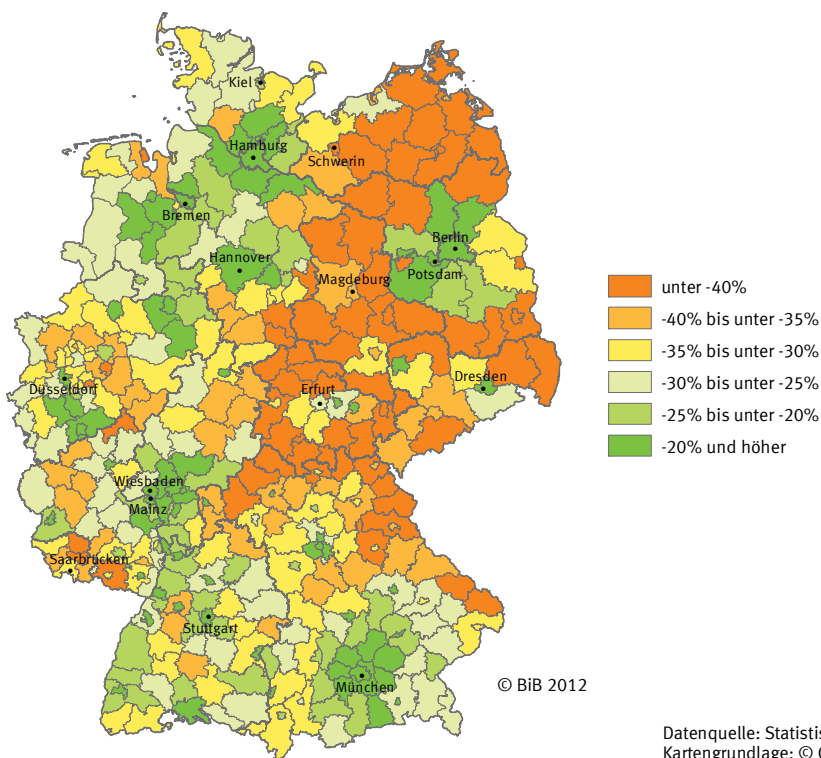 Kiel
Hamburg
Schwerin
Bremen
Berlin
Hannover
Potsdam
Magdeburg
unter -40%
-40% bis unter -35%
-35% bis unter -30%
-30% bis unter -25%
-25% bis unter -20%
-20% und höher
Düsseldorf
Erfurt
Dresden
Wiesbaden
Mainz
Saarbrücken
Stuttgart
München
© BiB 2012
Datenquelle: Statistis
Kartengrundlage: ©